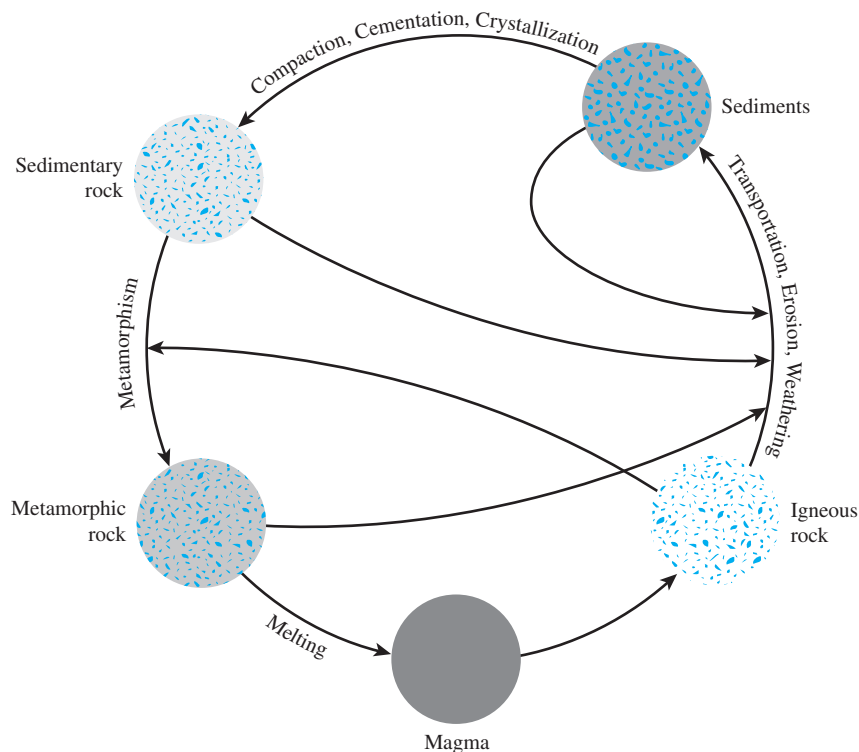 Compaction, Cementation, Crystallization
Sediments
Sedimentary
rock
Transportation, Erosion, Weathering
Metamorphism
Metamorphic
rock
Igneous
rock
Melting
Magma